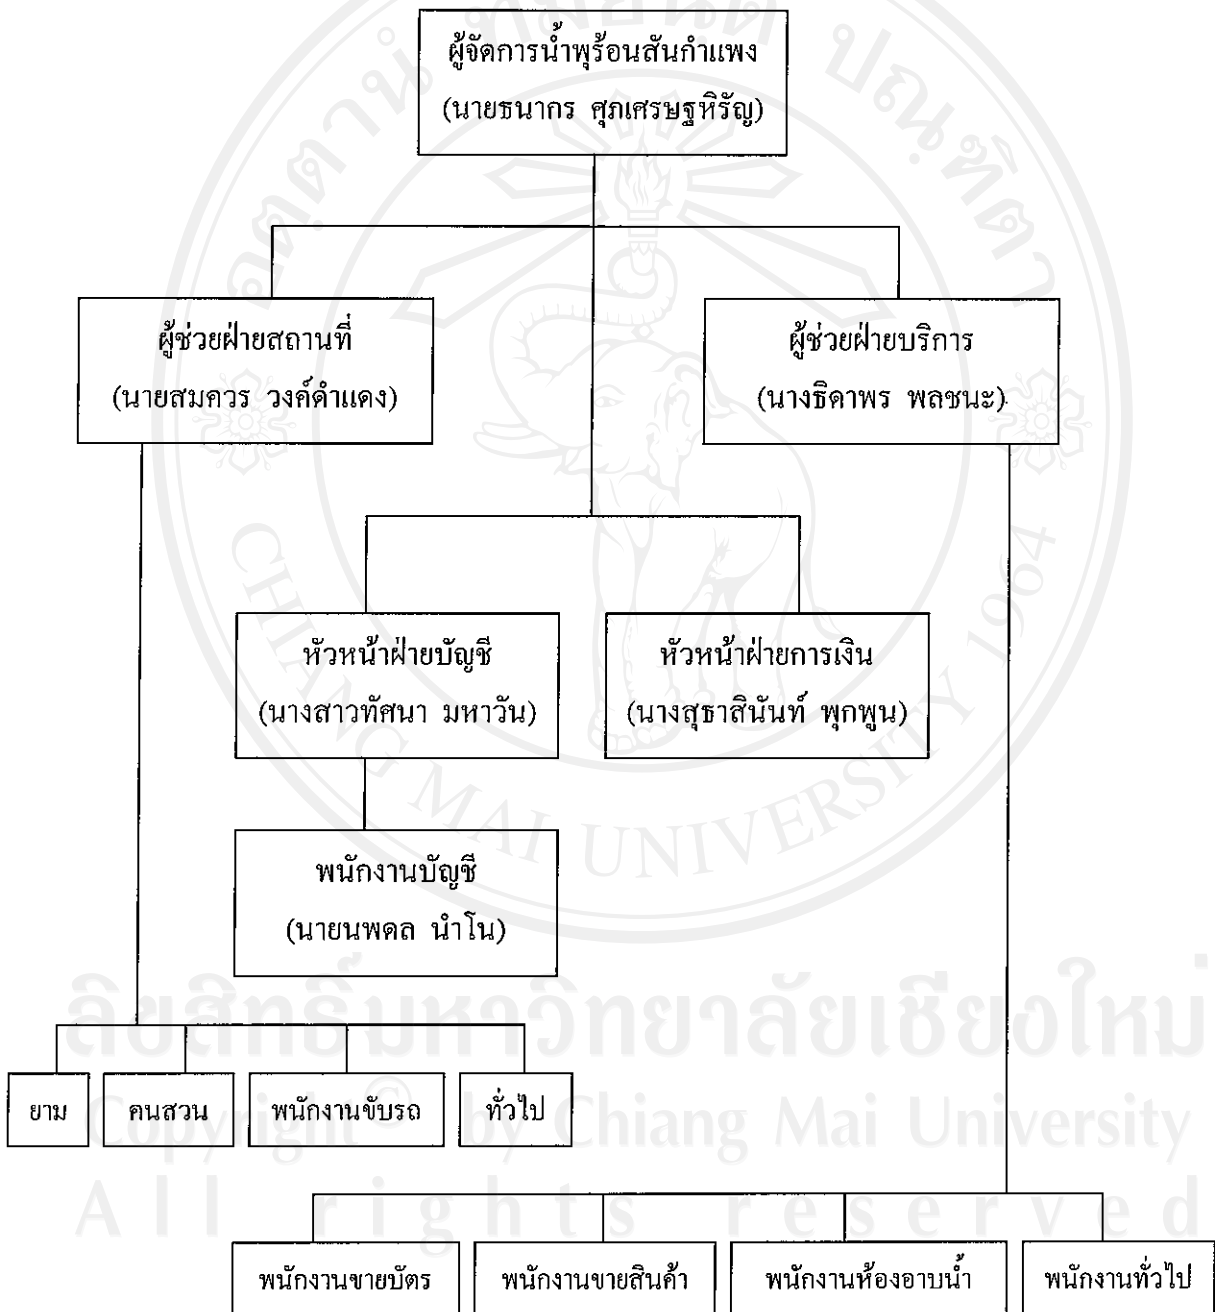 ผู้จัดการน้ำพุร้อนสันกำแพง
(นายธนากร ศุภเศรษฐหิรัญ)
ผู้ช่วยฝ่ายสถานที่
(นายสมควร วงค์ดำแดง)
ผู้ช่วยฝ่ายบริการ
(นางธิดาพร พลชนะ)
หัวหน้าฝ่ายบัญชี
(นางสาวทัศนา มหาวัน)
หัวหน้าฝ่ายการเงิน
(นางสุธาสินันท์ พุกพูน)
พนักงานบัญชี
(นายนพดล นำโน)
ยาม
คนสวน
พนักงานขับรถ
ทั่วไป
พนักงานขายบัตร
พนักงานขายสินค้า
พนักงานห้องอาบน้ำ
พนักงานทั่วไป
CHIANG MAI UNIVERSITY 1964
ลิขสิทธิ์มหาวิทยาลัยเชียงใหม่
Copyright © by Chiang Mai University
All rights reserved